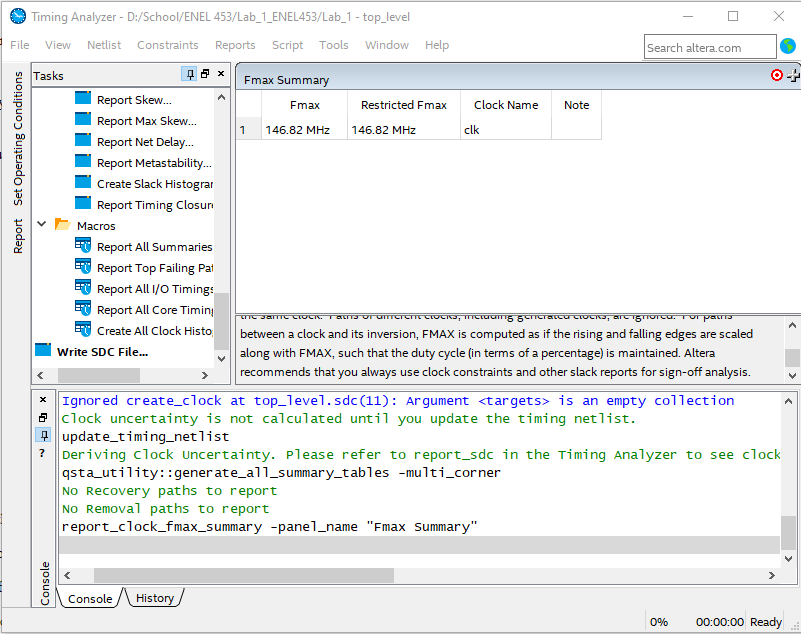 Timing Analyzer - D:/School/ENEL 453/Lab_1_ENEL453/Lab_1 - top_level
File View Netlist Constraints Reports Script Tools Window Help
Search altera.com
Set Operating Conditions
Report
Tasks
Report Skew...
Report Max Skew...
Report Net Delay...
Report Metastability...
Create Slack Histogram
Report Timing Closure
Macros
Report All Summaries
Report Top Failing Pat
Report All I/O Timings
Report All Core Timing
Create All Clock Histo
Write SDC File...
Fmax Summary
Fmax Restricted Fmax Clock Name Note
1 146.82 MHz 146.82 MHz clk
the same clock. Paths of different clocks, including generated clocks, are ignored. For paths
between a clock and its inversion, FMAX is computed as if the rising and falling edges are scaled
along with FMAX, such that the duty cycle (in terms of a percentage) is maintained. Altera
recommends that you always use clock constraints and other slack reports for sign-off analysis.
Ignored create_clock at top_level.sdc(11): Argument <targets> is an empty collection
Clock uncertainty is not calculated until you update the timing netlist.
update_timing_netlist
Deriving Clock Uncertainty. Please refer to report_sdc in the Timing Analyzer to see clock
qsta_utility::generate_all_summary_tables -multi_corner
No Recovery paths to report
No Removal paths to report
report_clock_fmax_summary -panel_name "Fmax Summary"
Console
Console History
0% 00:00:00 Ready